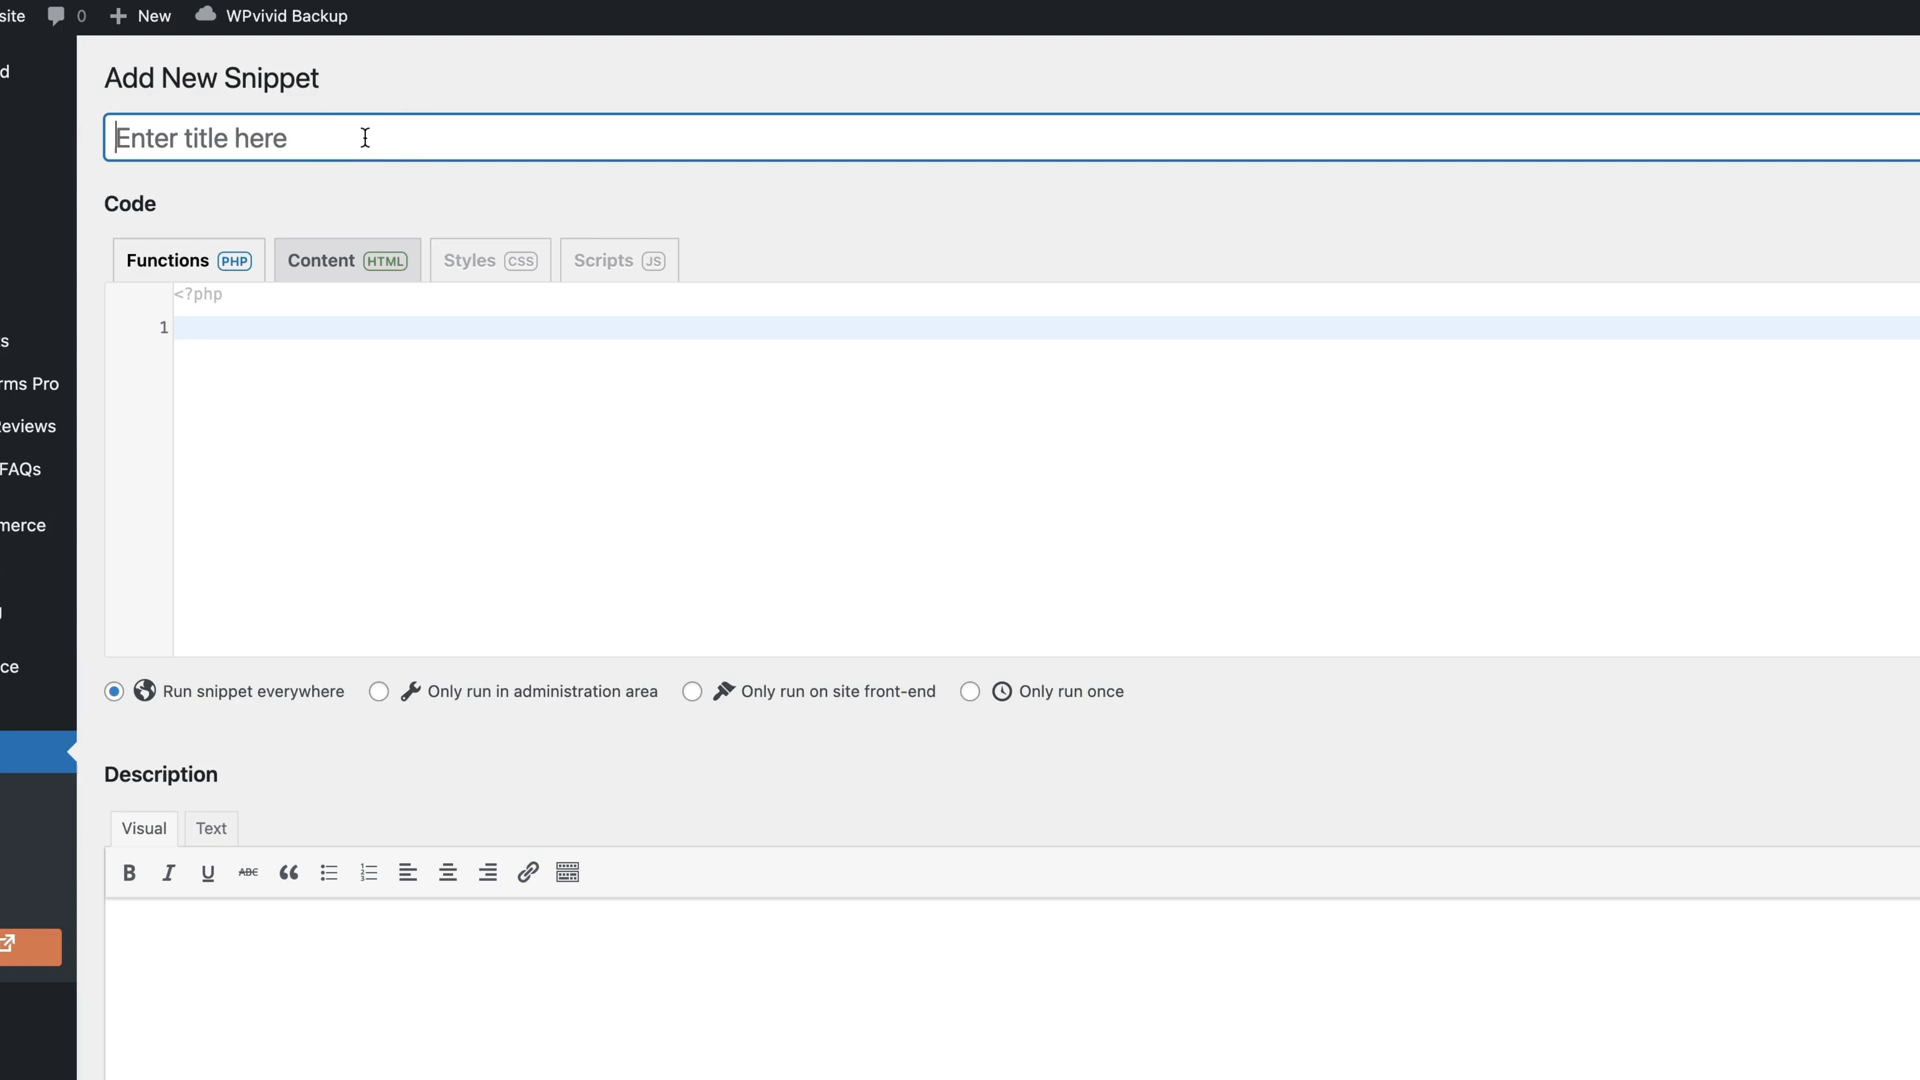 site 0 New WPvivid Backup
d
Add New Snippet
Enter title here
Code
Functions PHP Content HTML Styles CSS Scripts JS
<?php
1
s
rms Pro
Reviews
FAQs
merce
ce
Run snippet everywhere Only run in administration area Only run on site front-end Only run once
Description
Visual Text
B I U ABC